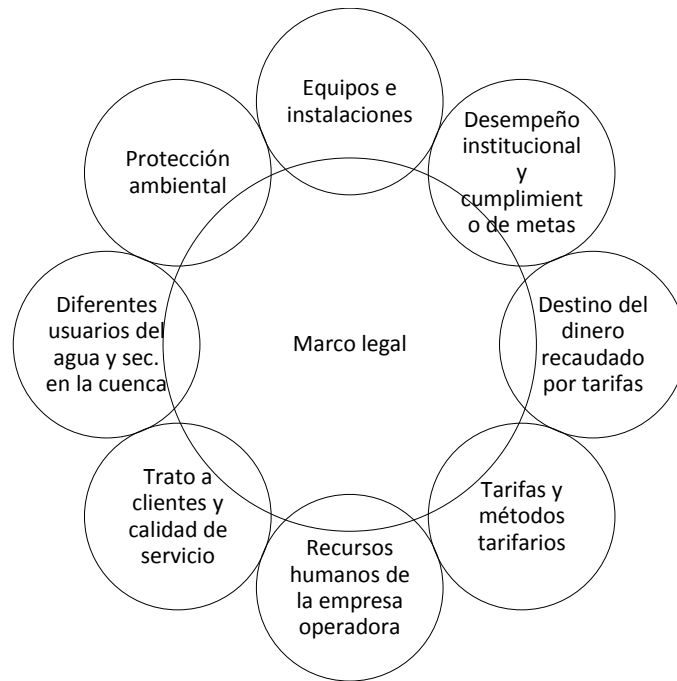 Equipos e
instalaciones
Desempeño
institucional
y
cumplimient
o de metas
Destino del
dinero
recaudado
por tarifas
Tarifas y
métodos
tarifarios
Recursos
humanos de
la empresa
operadora
Trato a
clientes y
calidad de
servicio
Diferentes
usuarios del
agua y sec.
en la cuenca
Protección
ambiental
Marco legal